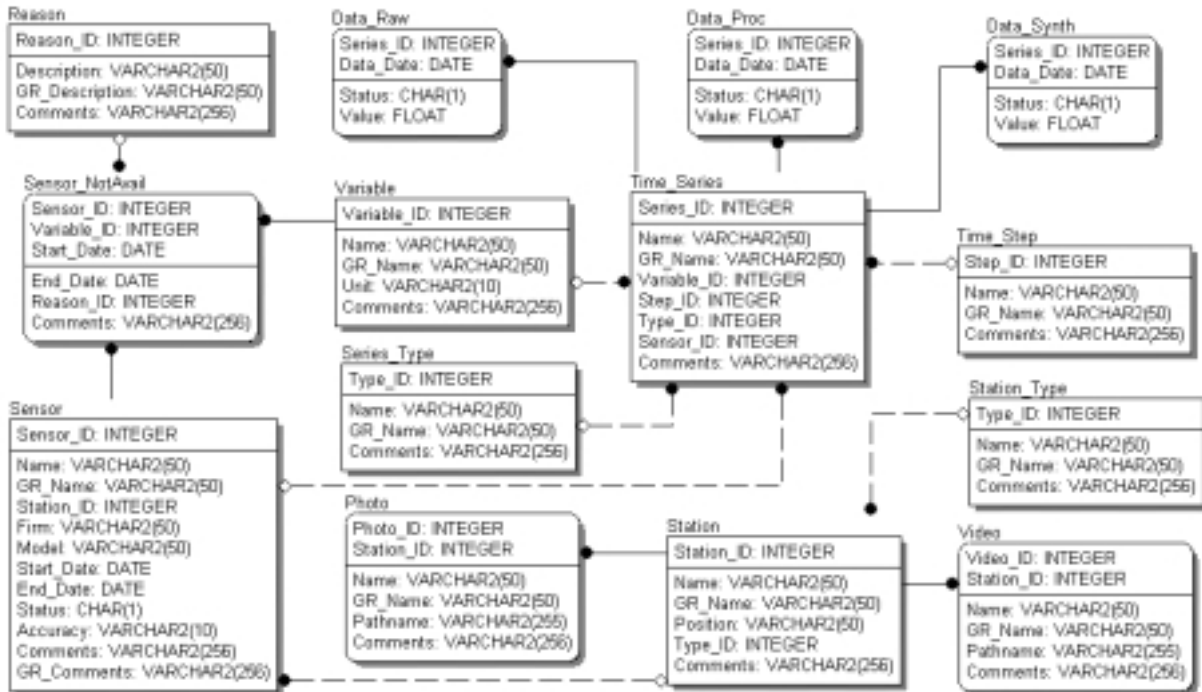 Reason
Reason_ID: INTEGER
Description: VARCHAR2(50)
GR_Description: VARCHAR2(50)
Comments: VARCHAR2(256)
Data_Raw
Series_ID: INTEGER
Data_Date: DATE
Status: CHAR(1)
Value: FLOAT
Data_Proc
Series_ID: INTEGER
Data_Date: DATE
Status: CHAR(1)
Value: FLOAT
Data_Synth
Series_ID: INTEGER
Data_Date: DATE
Status: CHAR(1)
Value: FLOAT
Sensor_NotAvail
Sensor_ID: INTEGER
Variable_ID: INTEGER
Start_Date: DATE
End_Date: DATE
Reason_ID: INTEGER
Comments: VARCHAR2(256)
Variable
Variable_ID: INTEGER
Name: VARCHAR2(50)
GR_Name: VARCHAR2(50)
Unit: VARCHAR2(10)
Comments: VARCHAR2(256)
Time_Series
Series_ID: INTEGER
Name: VARCHAR2(50)
GR_Name: VARCHAR2(50)
Variable_ID: INTEGER
Step_ID: INTEGER
Type_ID: INTEGER
Sensor_ID: INTEGER
Comments: VARCHAR2(256)
Time_Step
Step_ID: INTEGER
Name: VARCHAR2(50)
GR_Name: VARCHAR2(50)
Comments: VARCHAR2(256)
Series_Type
Type_ID: INTEGER
Name: VARCHAR2(50)
GR_Name: VARCHAR2(50)
Comments: VARCHAR2(256)
Station_Type
Type_ID: INTEGER
Name: VARCHAR2(50)
GR_Name: VARCHAR2(50)
Comments: VARCHAR2(256)
Sensor
Sensor_ID: INTEGER
Name: VARCHAR2(50)
GR_Name: VARCHAR2(50)
Station_ID: INTEGER
Firm: VARCHAR2(50)
Model: VARCHAR2(50)
Start_Date: DATE
End_Date: DATE
Status: CHAR(1)
Accuracy: VARCHAR2(10)
Comments: VARCHAR2(256)
GR_Comments: VARCHAR2(256)
Photo
Photo_ID: INTEGER
Station_ID: INTEGER
Name: VARCHAR2(50)
GR_Name: VARCHAR2(50)
Pathname: VARCHAR2(255)
Comments: VARCHAR2(256)
Station
Station_ID: INTEGER
Name: VARCHAR2(50)
GR_Name: VARCHAR2(50)
Position: VARCHAR2(50)
Type_ID: INTEGER
Comments: VARCHAR2(256)
Video
Video_ID: INTEGER
Station_ID: INTEGER
Name: VARCHAR2(50)
GR_Name: VARCHAR2(50)
Pathname: VARCHAR2(255)
Comments: VARCHAR2(256)